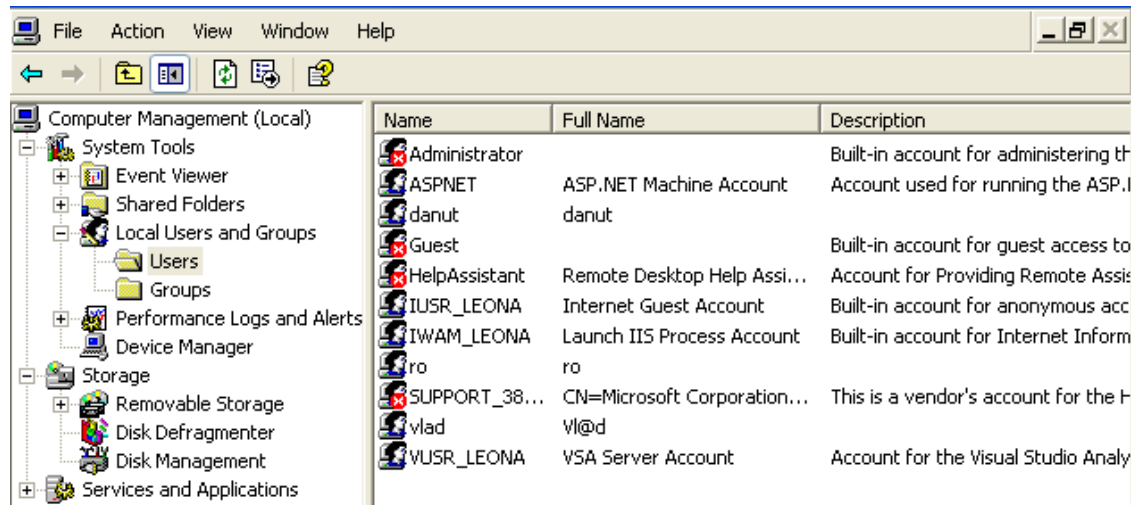 File Action View Window Help
Computer Management (Local)
System Tools
Event Viewer
Shared Folders
Local Users and Groups
Users
Groups
Performance Logs and Alerts
Device Manager
Storage
Removable Storage
Disk Defragmenter
Disk Management
Services and Applications
Name Full Name Description
Administrator Built-in account for administering th
ASPNET ASP.NET Machine Account Account used for running the ASP.
danut danut
Guest Built-in account for guest access to
HelpAssistant Remote Desktop Help Assi... Account for Providing Remote Assis
IUSR_LEONA Internet Guest Account Built-in account for anonymous acc
IWAM_LEONA Launch IIS Process Account Built-in account for Internet Inform
ro ro
SUPPORT_38... CN=Microsoft Corporation... This is a vendor's account for the H
vlad Vl@d
VUSR_LEONA VSA Server Account Account for the Visual Studio Analy